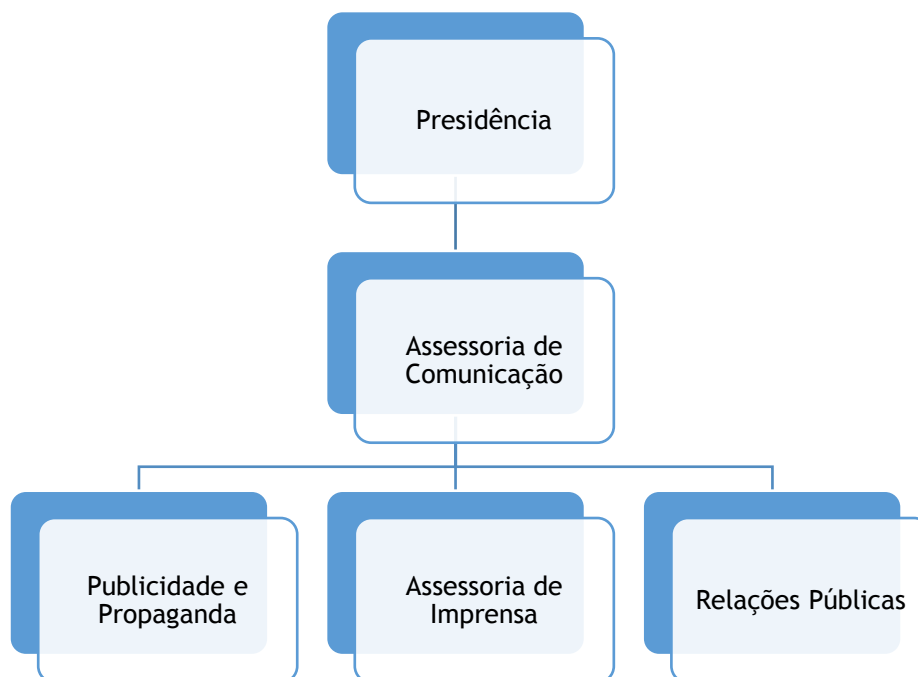 Presidência
Assessoria de
Comunicação
Publicidade e
Propaganda
Assessoria de
Imprensa
Relações Públicas